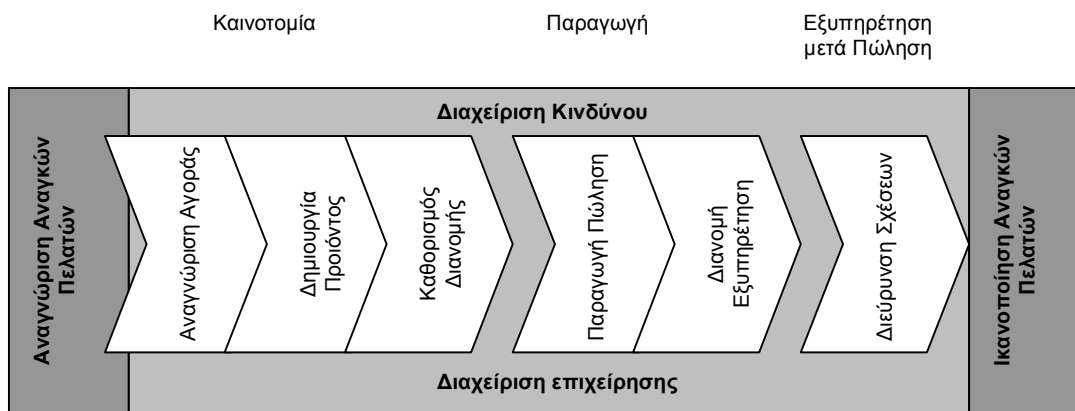 Καινοτομία
Παραγωγή
Εξυπηρέτηση
μετά Πώληση
Διαχείριση Κινδύνου
Αναγνώριση Αναγκών
Πελατών
Αναγνώριση Αγοράς
Δημιουργία
Προιόντος
Καθορισμός
Διανομής
Παραγωγή Πώληση
Διανομή
Εξυπηρέτηση
Διεύρυνση Σχέσεων
Ικανοποίηση Αναγκών
Πελατών
Διαχείριση επιχείρησης